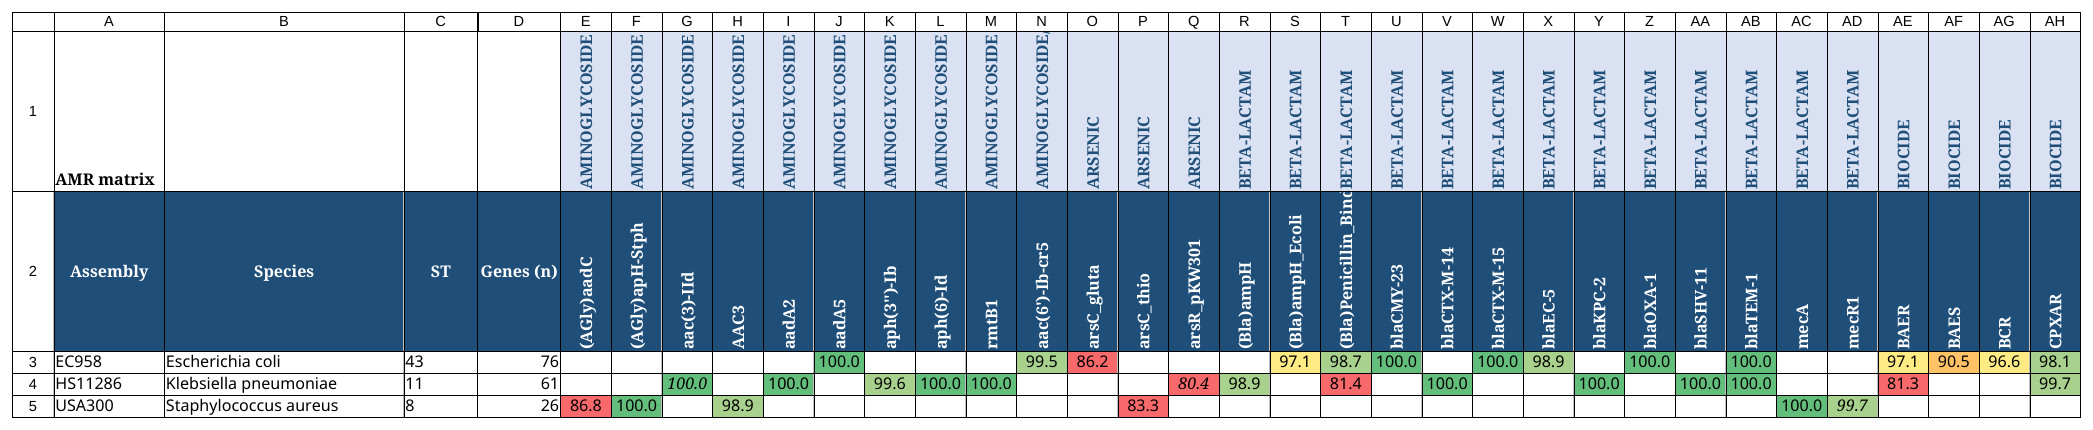 A B C D E F G H I J K L M N O P Q R S T U V W X Y Z AA AB AC AD AE AF AG AH
1 AMR matrix AMINOGLYCOSIDE AMINOGLYCOSIDE AMINOGLYCOSIDE AMINOGLYCOSIDE AMINOGLYCOSIDE AMINOGLYCOSIDE AMINOGLYCOSIDE AMINOGLYCOSIDE AMINOGLYCOSIDE AMINOGLYCOSIDE/ ARSENIC ARSENIC ARSENIC BETA-LACTAM BETA-LACTAM BETA-LACTAM BETA-LACTAM BETA-LACTAM BETA-LACTAM BETA-LACTAM BETA-LACTAM BETA-LACTAM BETA-LACTAM BETA-LACTAM BETA-LACTAM BETA-LACTAM BIOCIDE BIOCIDE BIOCIDE BIOCIDE
2 Assembly Species ST Genes (n) (AGly)aadC (AGly)apH-Stph aac(3)-IId AAC3 aadA2 aadA5 aph(3'')-Ib aph(6)-Id rmtB1 aac(6')-Ib-cr5 arsC_gluta arsC_thio arsR_pKW301 (Bla)ampH (Bla)ampH_Ecoli (Bla)Penicillin_Bind blaCMY-23 blaCTX-M-14 blaCTX-M-15 blaEC-5 blaKPC-2 blaOXA-1 blaSHV-11 blaTEM-1 mecA mecR1 BAER BAES BCR CPXAR
3 EC958 Escherichia coli 43 76 100.0 99.5 86.2 97.1 98.7 100.0 100.0 98.9 100.0 100.0 97.1 90.5 96.6 98.1
4 HS11286 Klebsiella pneumoniae 11 61 100.0 100.0 99.6 100.0 100.0 80.4 98.9 81.4 100.0 100.0 100.0 100.0 81.3 99.7
5 USA300 Staphylococcus aureus 8 26 86.8 100.0 98.9 83.3 100.0 99.7